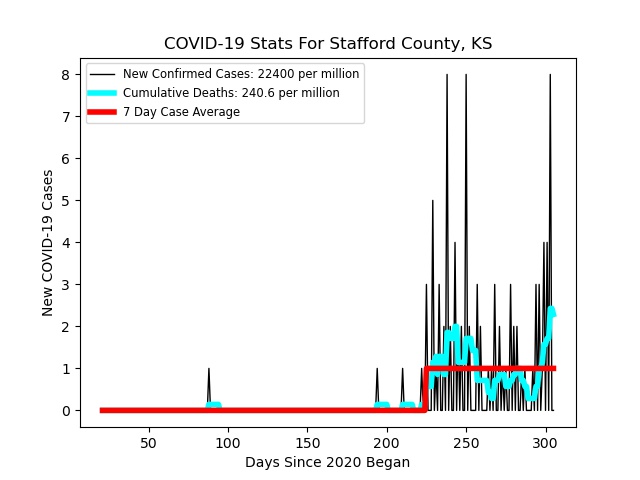 COVID-19 Stats For Stafford County, KS
New Confirmed Cases: 22400 per million
Cumulative Deaths: 240.6 per million
7 Day Case Average
New COVID-19 Cases
8
7
6
5
4
3
2
1
0
50 100 150 200 250 300
Days Since 2020 Began